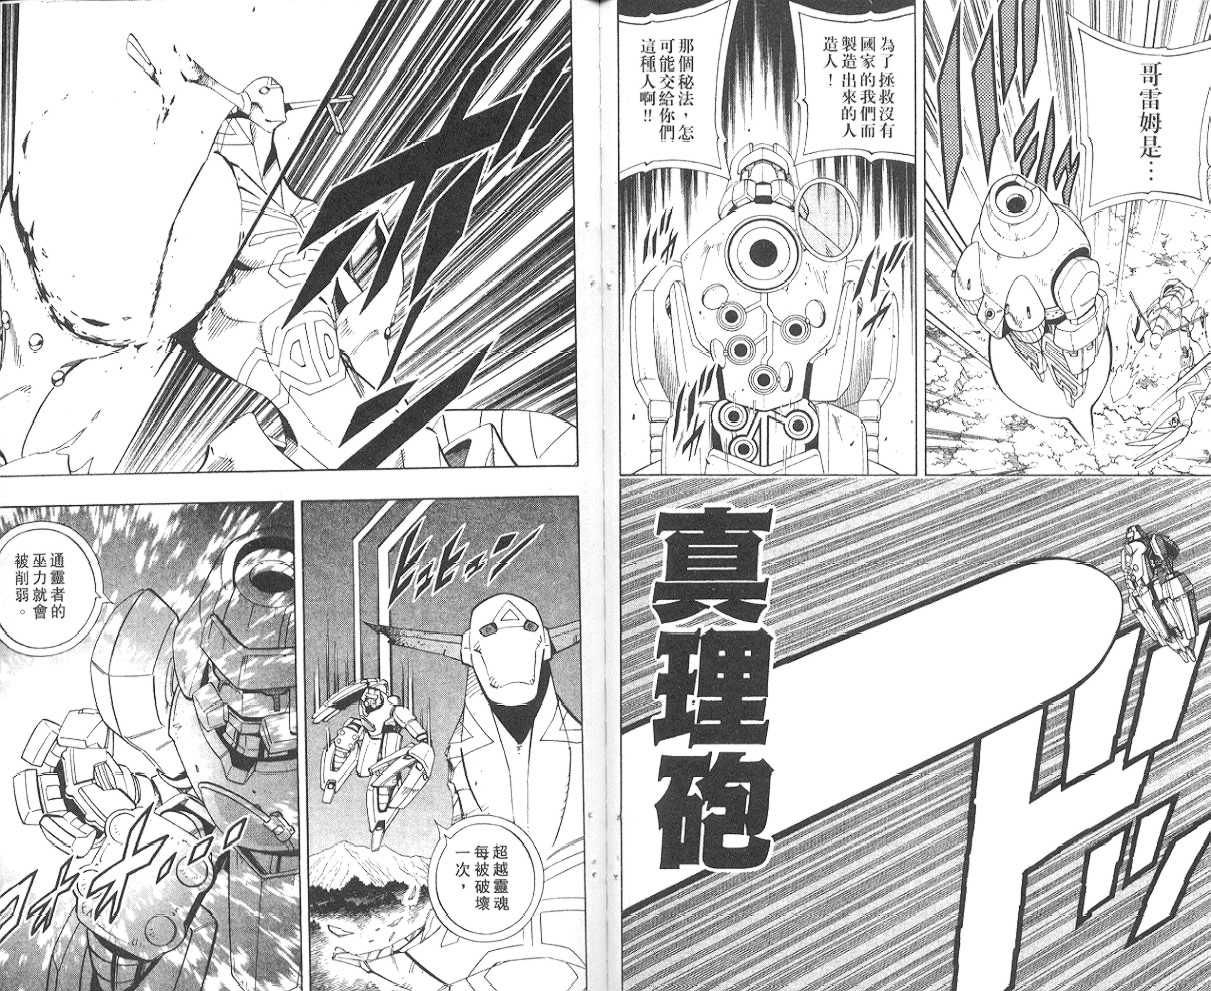 哥雷姆是…
為了拯救沒有
國家的我們而
製造出來的人
造人！
那個秘法，怎
可能交給你們
這種人啊!!
真理砲
ドドッ
ヒュヒュン
超越靈魂
每被破壞
一次，
通靈者的
巫力就會
被削弱。